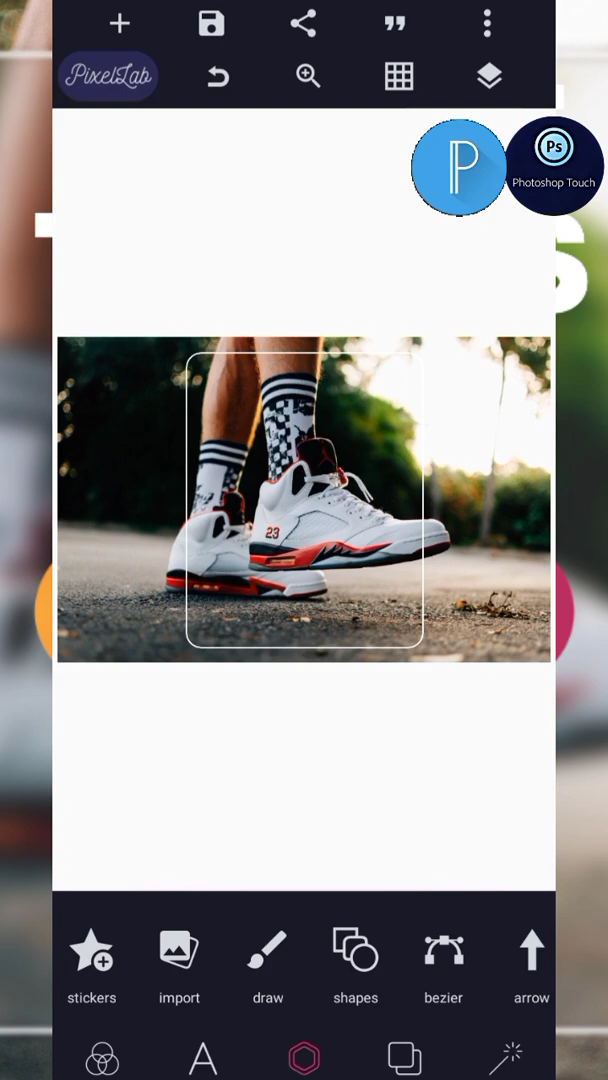 PixelLab
Ps
Photoshop Touch
S
23
stickers
import
draw
shapes
bezier
arrow